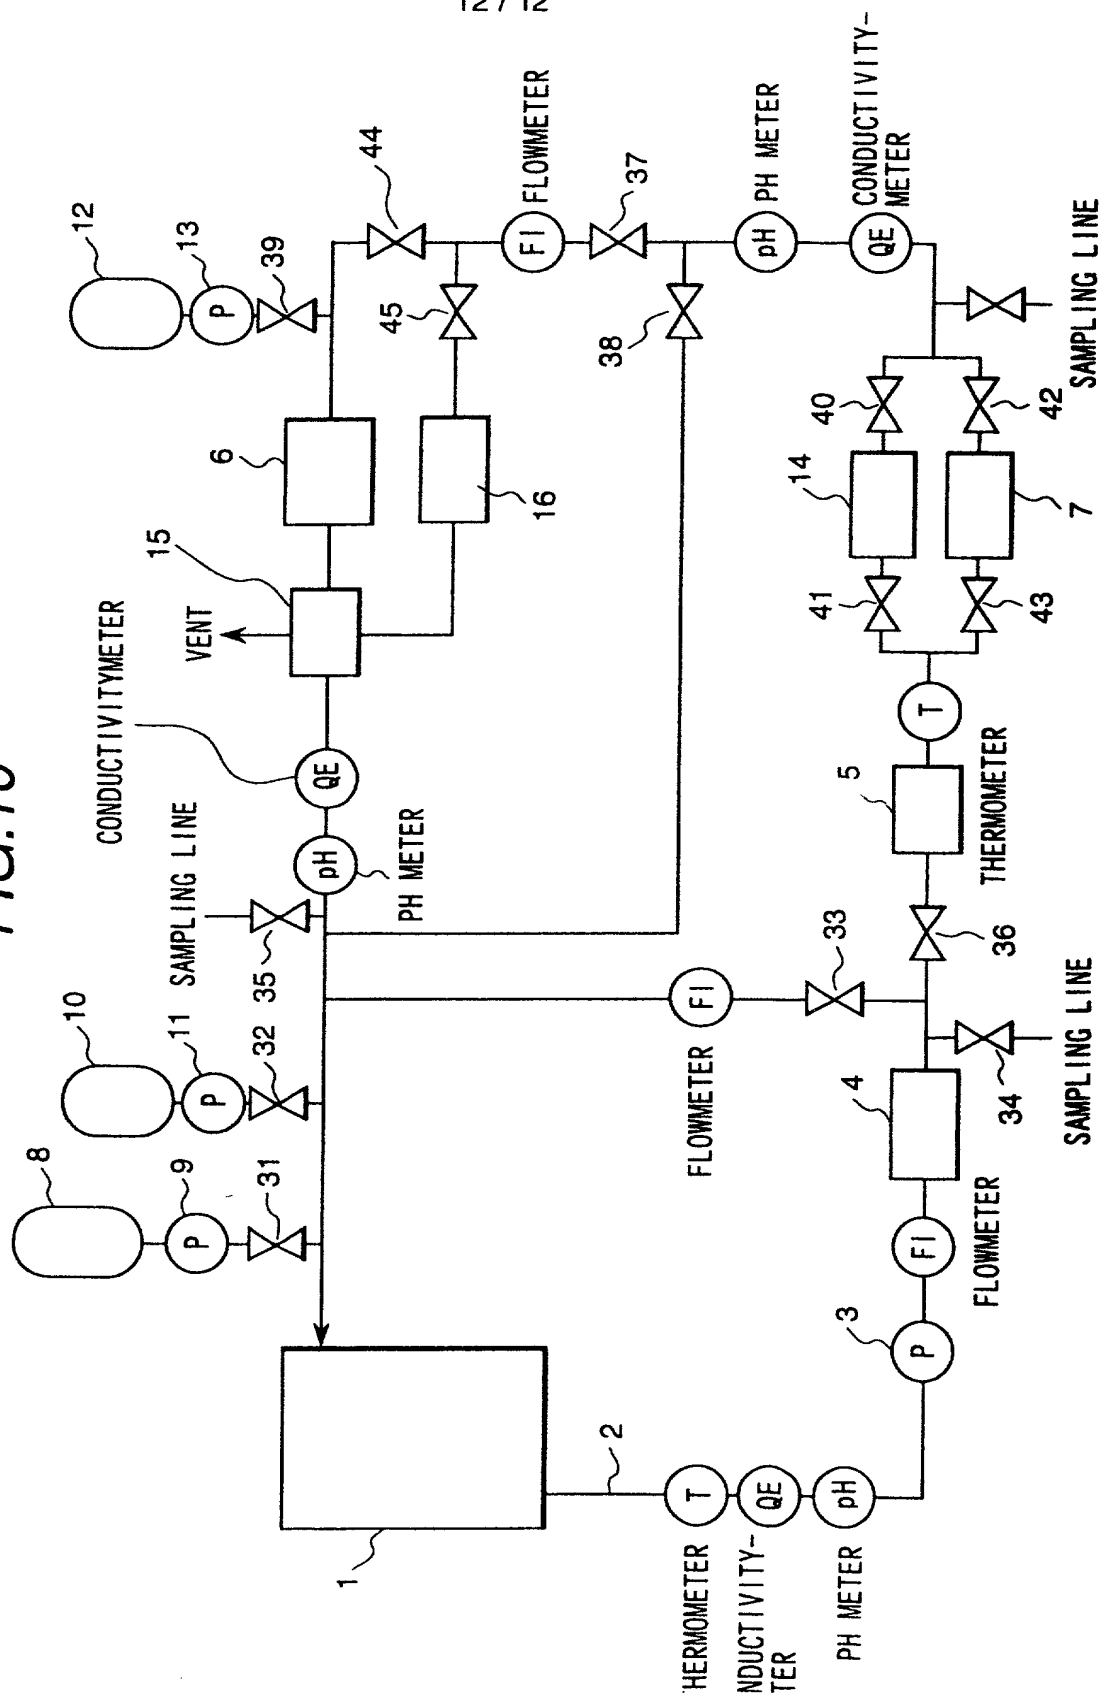 FIG.10
12 / 12
8
10
12
9
11
13
P
P
P
31
32
39
SAMPLING LINE
35
CONDUCTIVITYMETER
VENT
15
6
44
pH
QE
PH METER
45
16
FLOWMETER
FI
37
38
1
2
FLOWMETER
FI
33
PH METER
pH
CONDUCTIVITY-
METER
QE
HERMOMETER
T
NDUCTIVITY-
TER
QE
PH METER
pH
3
P
FI
FLOWMETER
4
34
SAMPLING LINE
36
5
THERMOMETER
T
41
14
40
43
7
42
SAMPLING LINE